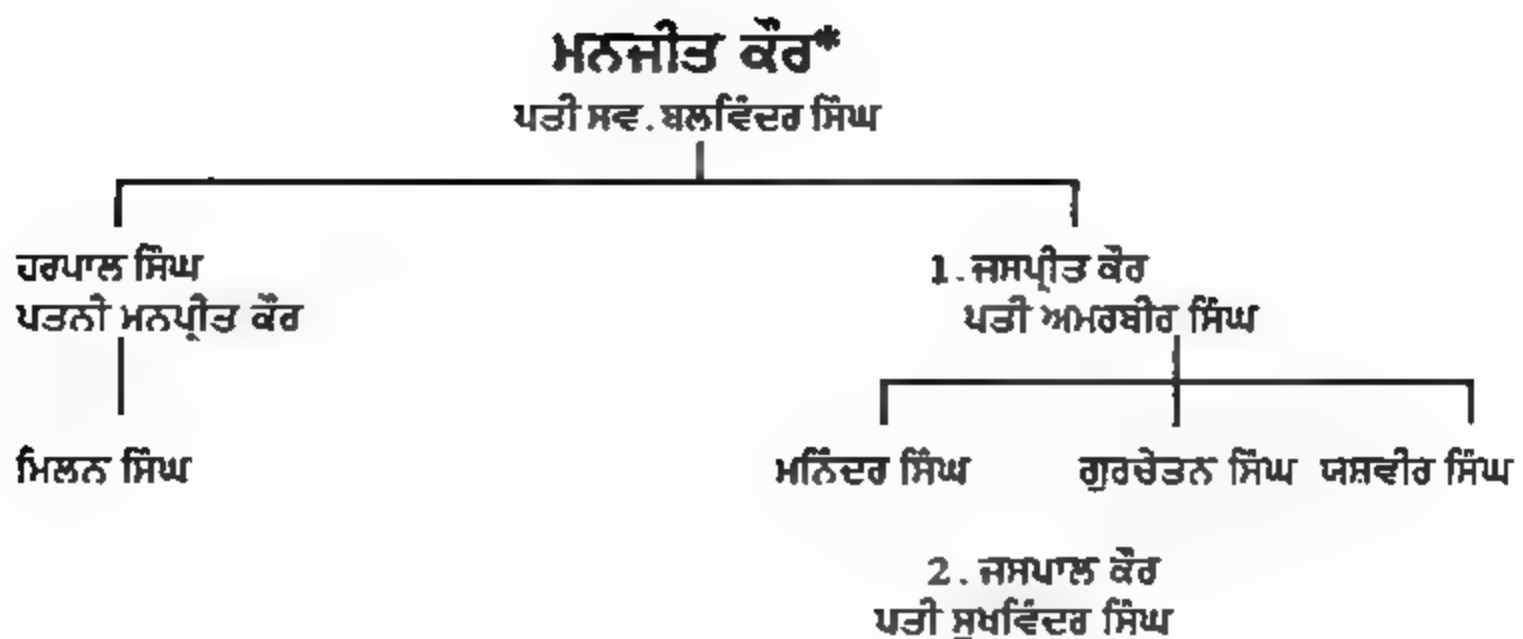 ਮਨਜੀਤ ਕੌਰ*
ਪਤੀ ਸਵ.ਬਲਵਿੰਦਰ ਸਿੰਘ
ਹਰਪਾਲ ਸਿੰਘ
ਪਤਨੀ ਮਨਪ੍ਰੀਤ ਕੌਰ
ਮਿਲਨ ਸਿੰਘ
1.ਜਸਪ੍ਰੀਤ ਕੌਰ
ਪਤੀ ਅਮਰਬੀਰ ਸਿੰਘ
ਮਨਿੰਦਰ ਸਿੰਘ ਗੁਰਚੇਤਨ ਸਿੰਘ ਯਸ਼ਵੀਰ ਸਿੰਘ
2.ਜਸਪਾਲ ਕੌਰ
ਪਤੀ ਸੁਖਵਿੰਦਰ ਸਿੰਘ